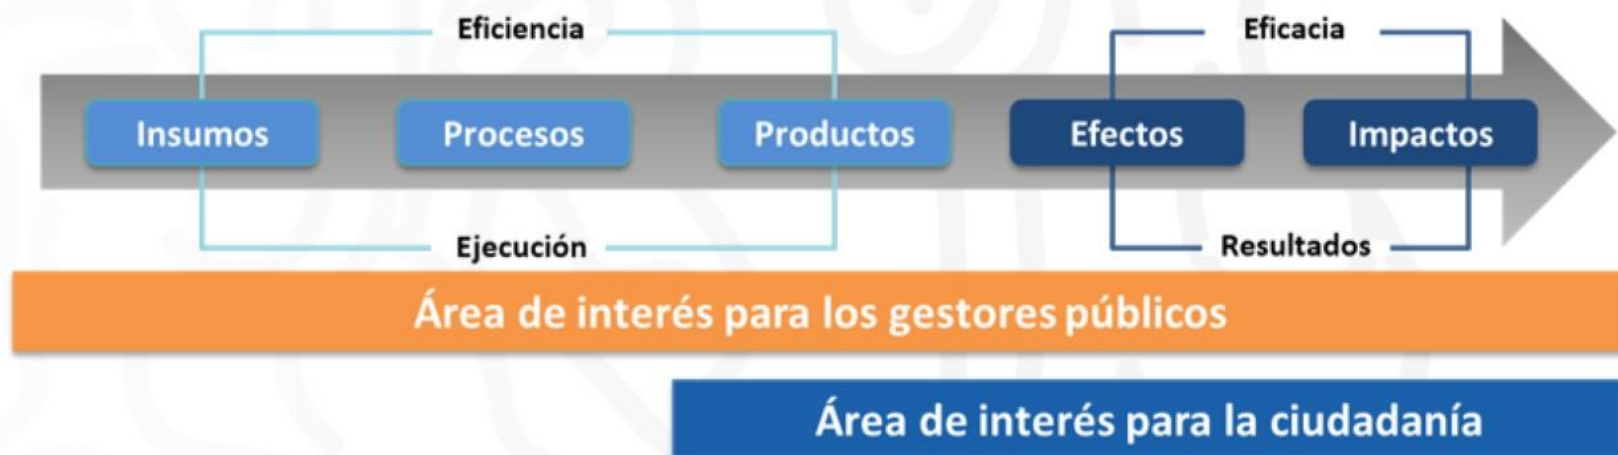 Eficiencia
Eficacia
Insumos
Procesos
Productos
Efectos
Impactos
Ejecución
Resultados
Área de interés para los gestores públicos
Área de interés para la ciudadanía